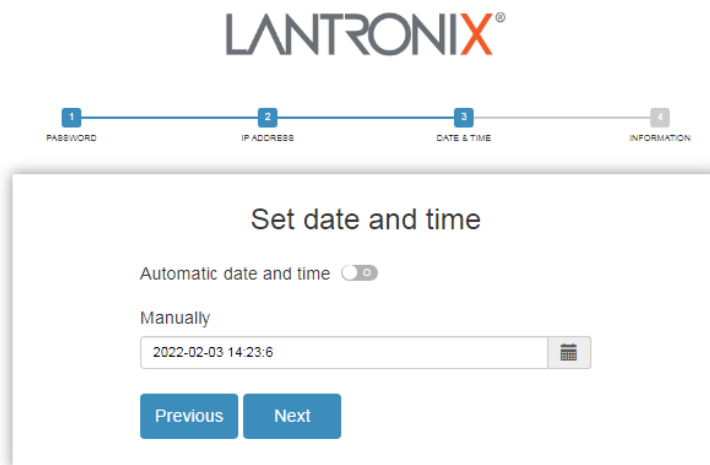 LANTRONIX®
1 2 3 4
PASSWORD IP ADDRESS DATE & TIME INFORMATION
Set date and time
Automatic date and time
Manually
2022-02-03 14:23:6
Previous Next